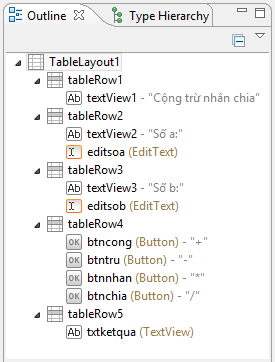 Outline Type Hierarchy
TableLayout1
tableRow1
Ab textView1 - "Cộng trừ nhân chia"
tableRow2
Ab textView2 - "Số a:"
I editsoa (EditText)
tableRow3
Ab textView3 - "Số b:"
I editsob (EditText)
tableRow4
OK btncong (Button) - "+"
OK btntru (Button) - "-"
OK btnnhan (Button) - "*"
OK btnchia (Button) - "/"
tableRow5
Ab txtketqua (TextView)